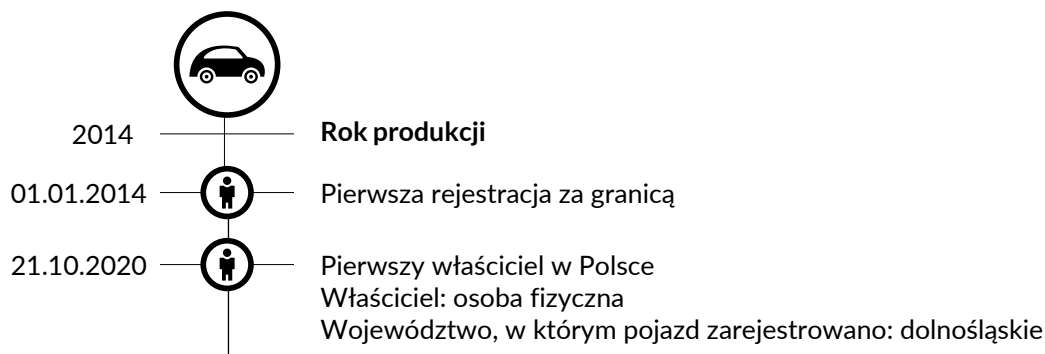 2014 Rok produkcji
01.01.2014 Pierwsza rejestracja za granicą
21.10.2020 Pierwszy właściciel w Polsce
Właściciel: osoba fizyczna
Województwo, w którym pojazd zarejestrowano: dolnośląskie